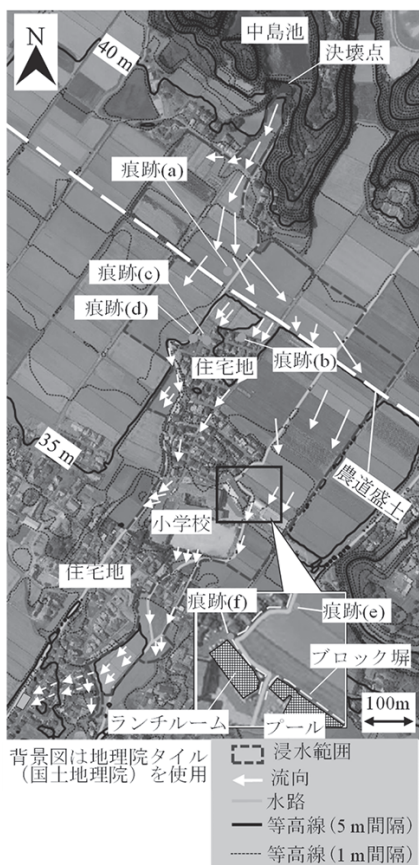 N
40 m
中島池
決壊点
痕跡(a)
痕跡(c)
痕跡(d)
住宅地
痕跡(b)
35 m
農道盛土
小学校
住宅地
痕跡(f)
痕跡(e)
ブロック塀
ランチルーム
プール
100m
背景図は地理院タイル
（国土地理院）を使用
浸水範囲
流向
水路
等高線（5 m間隔）
等高線（1 m間隔）